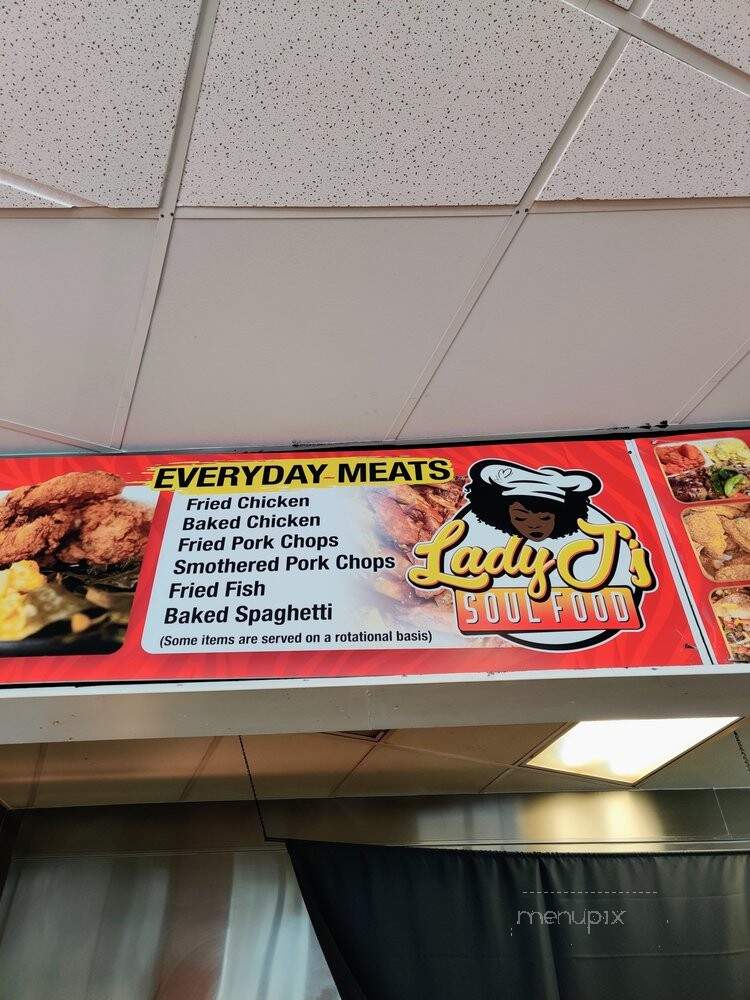 EVERYDAY MEATS
Fried Chicken
Baked Chicken
Fried Pork Chops
Smothered Pork Chops
Fried Fish
Baked Spaghetti
(Some items are served on a rotational basis)
Lady J's
SOUL FOOD
menupix